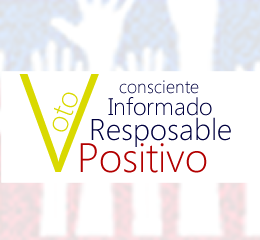 Voto
consciente
Informado
Resposable
Positivo